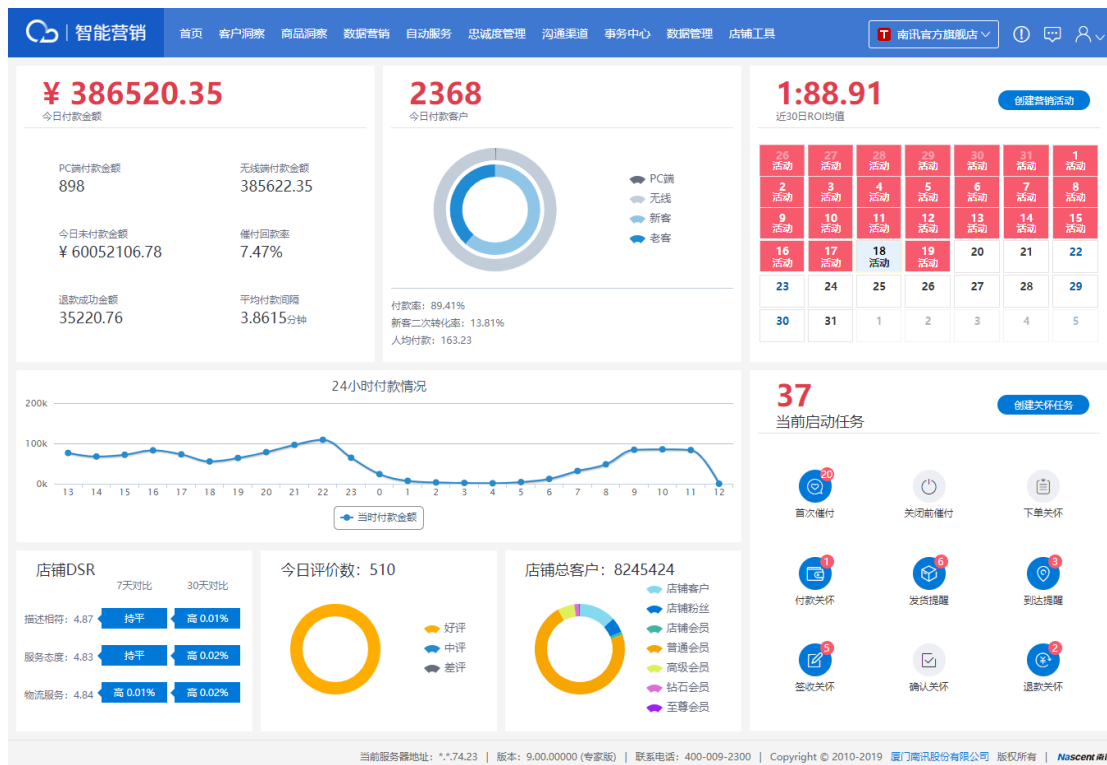 智能营销
首页 客户洞察 商品洞察 数据营销 自动服务 忠诚度管理 沟通渠道 事务中心 数据管理 店铺工具
T 南讯官方旗舰店
¥ 386520.35
今日付款金额
PC端付款金额
898
无线端付款金额
385622.35
今日未付款金额
¥ 60052106.78
催付回款率
7.47%
退款成功金额
35220.76
平均付款间隔
3.8615分钟
2368
今日付款客户
PC端
无线
新客
老客
付款率：89.41%
新客二次转化率：13.81%
人均付款：163.23
1:88.91
近30日ROI均值
创建营销活动
26 27 28 29 30 31 1
活动 活动 活动 活动 活动 活动 活动
2 3 4 5 6 7 8
活动 活动 活动 活动 活动 活动 活动
9 10 11 12 13 14 15
活动 活动 活动 活动 活动 活动 活动
16 17 18 19 20 21 22
活动 活动 活动 活动
23 24 25 26 27 28 29
30 31 1 2 3 4 5
24小时付款情况
200k
100k
0k
13 14 15 16 17 18 19 20 21 22 23 0 1 2 3 4 5 6 7 8 9 10 11 12
当时付款金额
37
当前启动任务
创建关怀任务
20
首次催付 关闭前催付 下单关怀
1 6 3
付款关怀 发货提醒 到达提醒
5 2
签收关怀 确认关怀 退款关怀
店铺DSR
7天对比 30天对比
描述相符：4.87 持平 高 0.01%
服务态度：4.83 持平 高 0.02%
物流服务：4.84 高 0.01% 高 0.02%
今日评价数：510
好评
中评
差评
店铺总客户：8245424
店铺客户
店铺粉丝
店铺会员
普通会员
高级会员
钻石会员
至尊会员
当前服务器地址：*.*.74.23 | 版本：9.00.00000 (专家版) | 联系电话：400-009-2300 | Copyright © 2010-2019 厦门南讯股份有限公司 版权所有 | Nascent 南